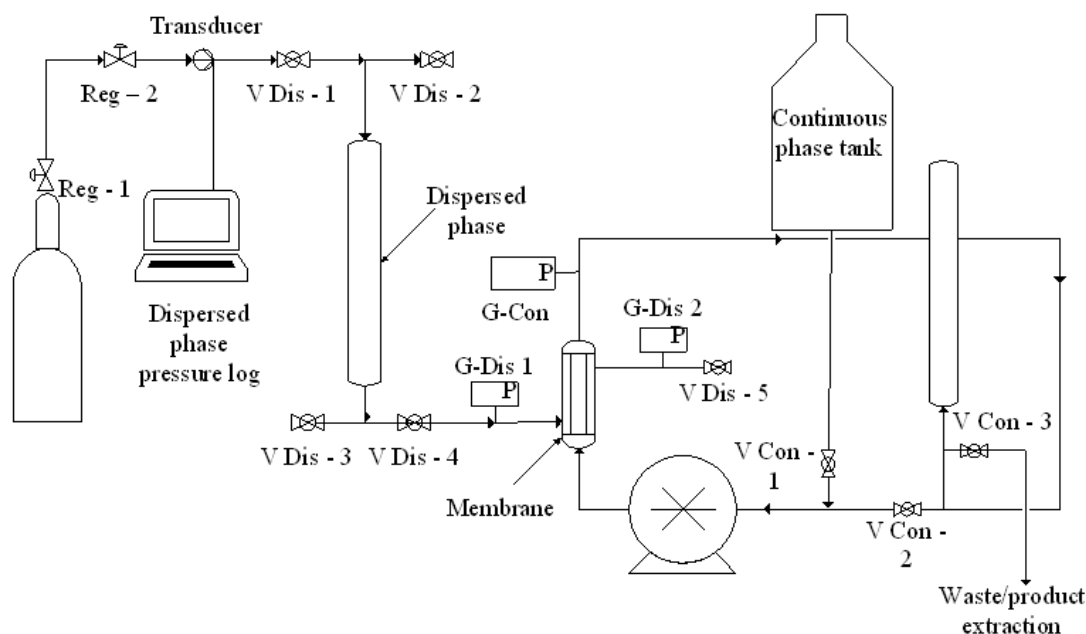 Transducer
Reg – 2
V Dis - 1
V Dis - 2
Continuous
phase tank
Reg - 1
Dispersed
phase
Dispersed
phase
pressure log
P
G-Con
G-Dis 2
P
G-Dis 1
P
V Dis - 5
V Dis - 3
V Dis - 4
V Con -
1
V Con - 3
Membrane
V Con -
2
Waste/product
extraction